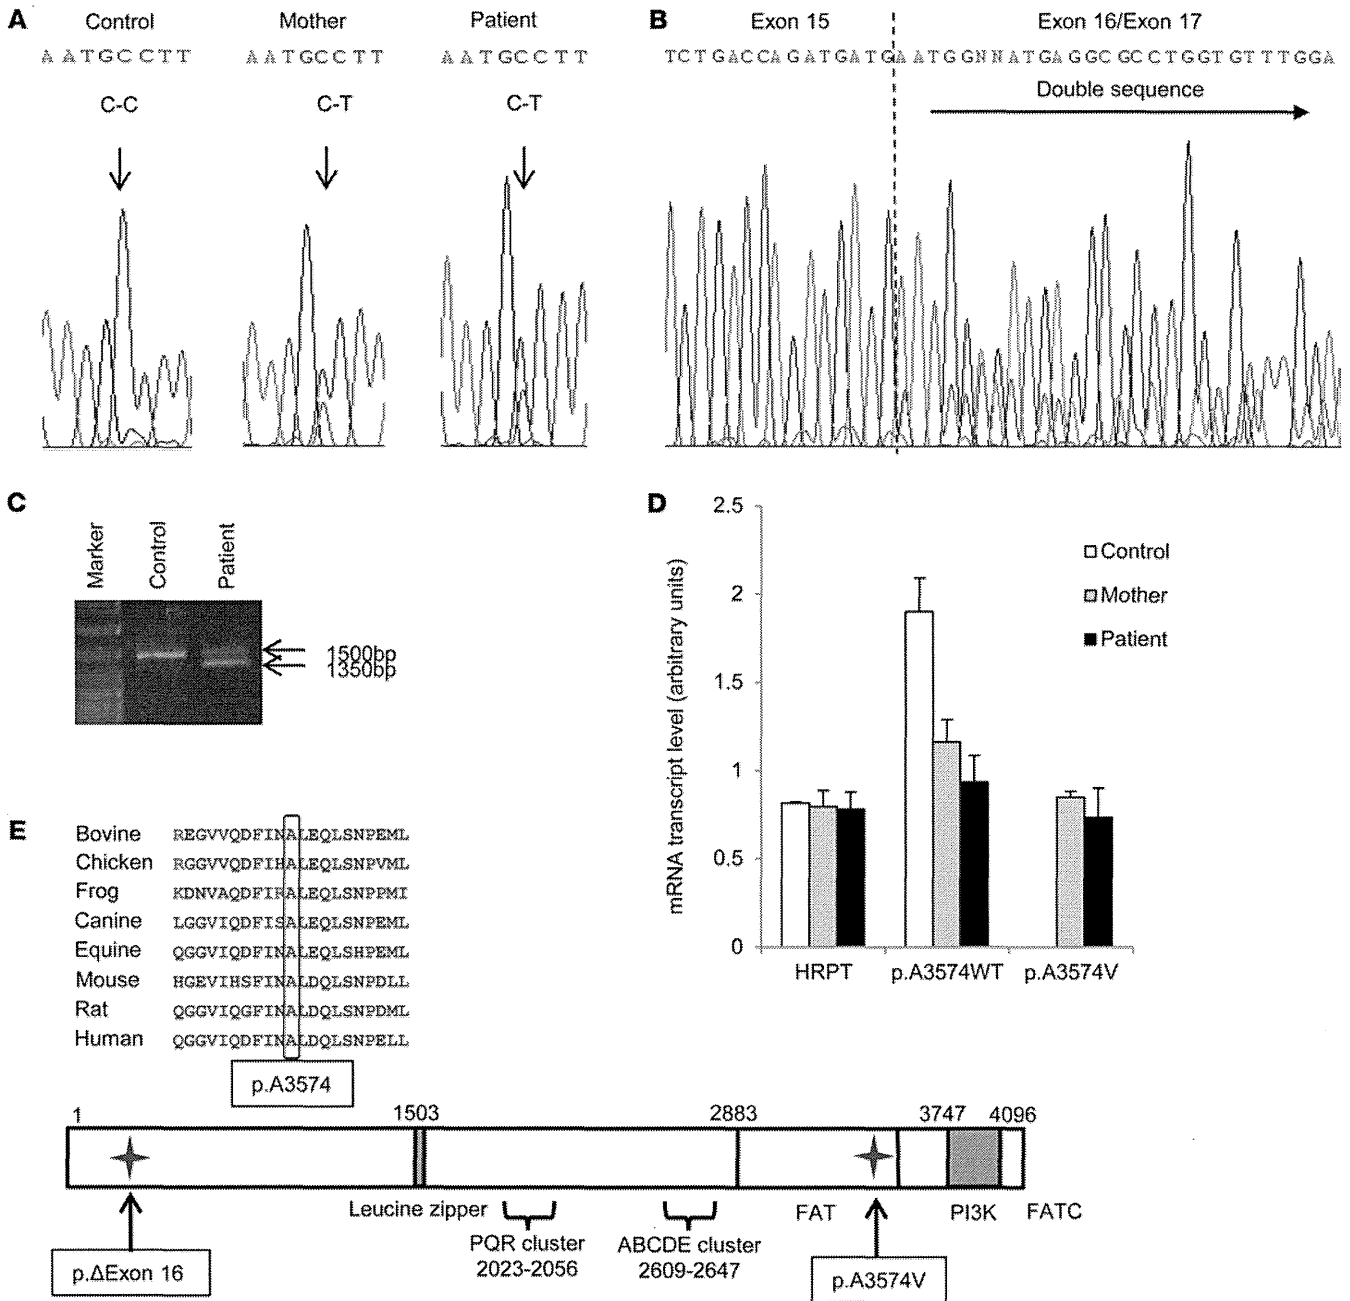 A
Control
Mother
Patient
AATGCCTT
AATGCCTT
AATGCCTT
C-C
C-T
C-T
B
Exon 15
Exon 16/Exon 17
TCTGACCAGATGATGAATGGNNATGAGGCGCCTGGTGTTTGGA
Double sequence
C
Marker
Control
Patient
1500bp
1350bp
D
mRNA transcript level (arbitrary units)
2.5
2
1.5
1
0.5
0
Control
Mother
Patient
HRPT
p.A3574WT
p.A3574V
E
Bovine REGVVQDFINALEQLSNPEML
Chicken RGGVVQDFIHALEQLSNPVML
Frog KDNVAQDFIRALEQLSNPPMI
Canine LGGVIQDFISALEQLSNPEML
Equine QGGVIQDFINALEQLSHPEML
Mouse HGEVIHSFINALDQLSNPDLL
Rat QGGVIQGFINALDQLSNPDML
Human QGGVIQDFINALDQLSNPELL
p.A3574
1
1503
2883
3747
4096
Leucine zipper
PQR cluster
2023-2056
ABCDE cluster
2609-2647
FAT
PI3K
FATC
p.ΔExon 16
p.A3574V